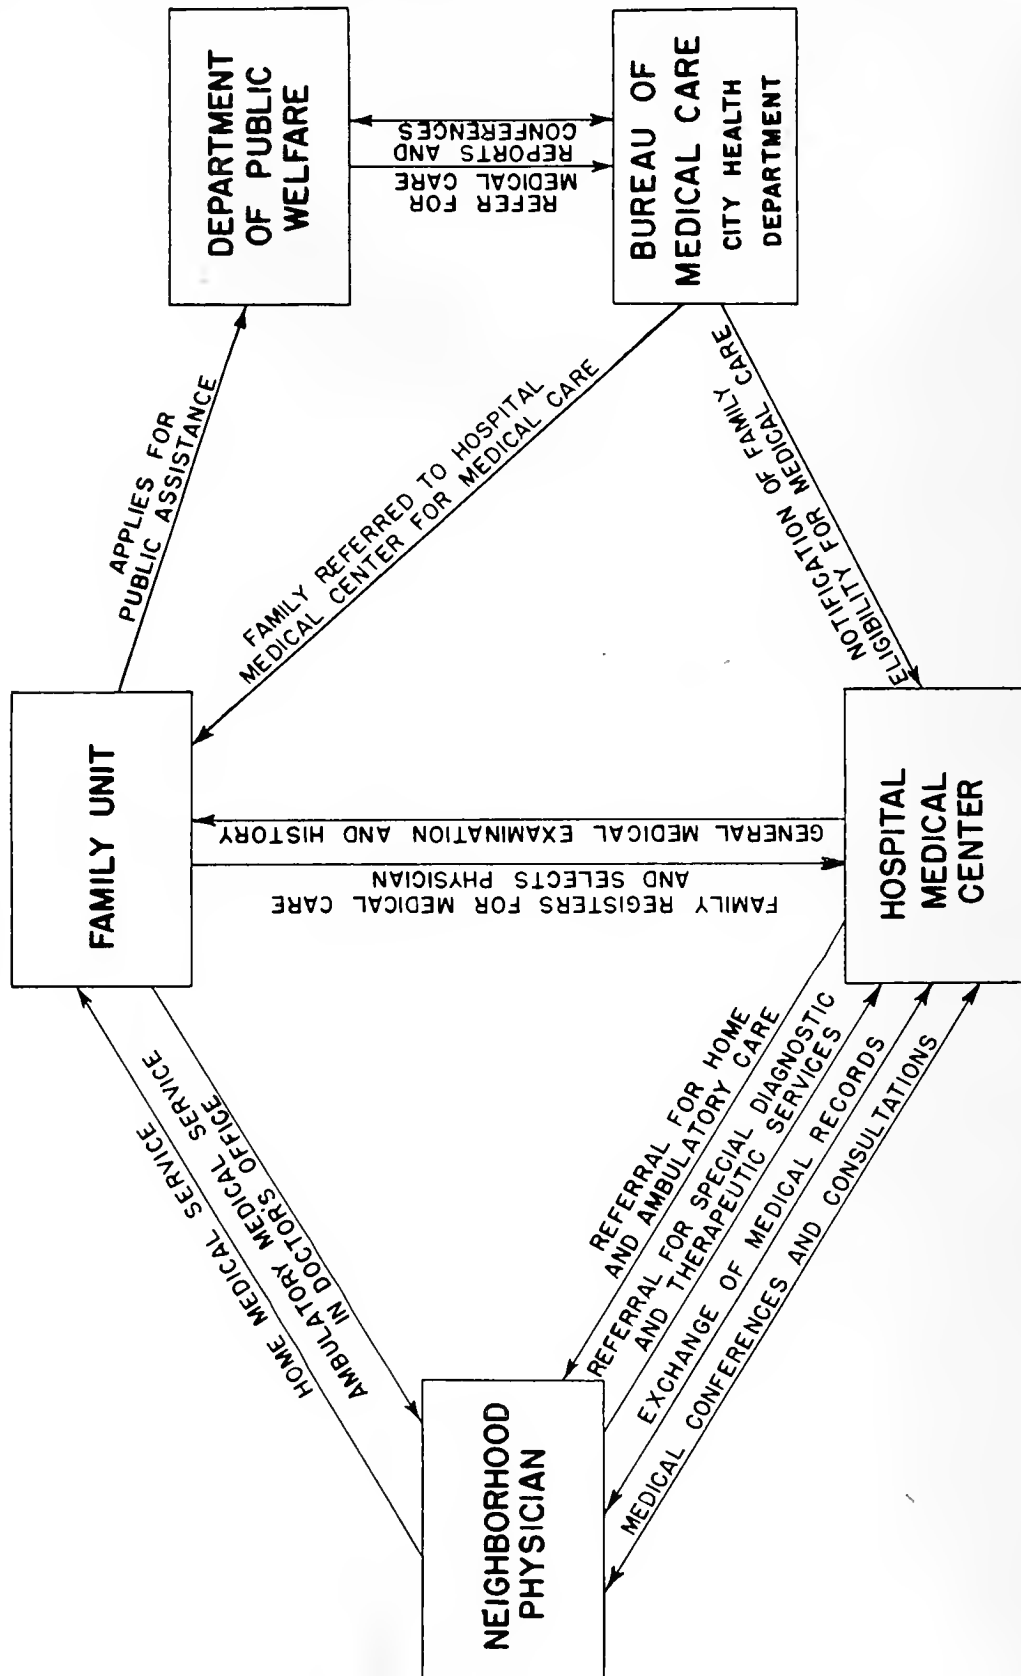 DEPARTMENT
OF PUBLIC
WELFARE
REFER FOR
MEDICAL CARE
REPORTS AND
CONFERENCES
BUREAU OF
MEDICAL CARE
CITY HEALTH
DEPARTMENT
APPLIES FOR
PUBLIC ASSISTANCE
FAMILY REFERRED TO HOSPITAL
MEDICAL CENTER FOR MEDICAL CARE
NOTIFICATION OF FAMILY
ELIGIBILITY FOR MEDICAL CARE
FAMILY UNIT
GENERAL MEDICAL EXAMINATION AND HISTORY
FAMILY REGISTERS FOR MEDICAL CARE
AND SELECTS PHYSICIAN
HOSPITAL
MEDICAL
CENTER
HOME MEDICAL SERVICE
AMBULATORY MEDICAL SERVICE
IN DOCTOR'S OFFICE
REFERRAL FOR HOME
AND AMBULATORY CARE
REFERRAL FOR SPECIAL DIAGNOSTIC
AND THERAPEUTIC SERVICES
EXCHANGE OF MEDICAL RECORDS
MEDICAL CONFERENCES AND CONSULTATIONS
NEIGHBORHOOD
PHYSICIAN